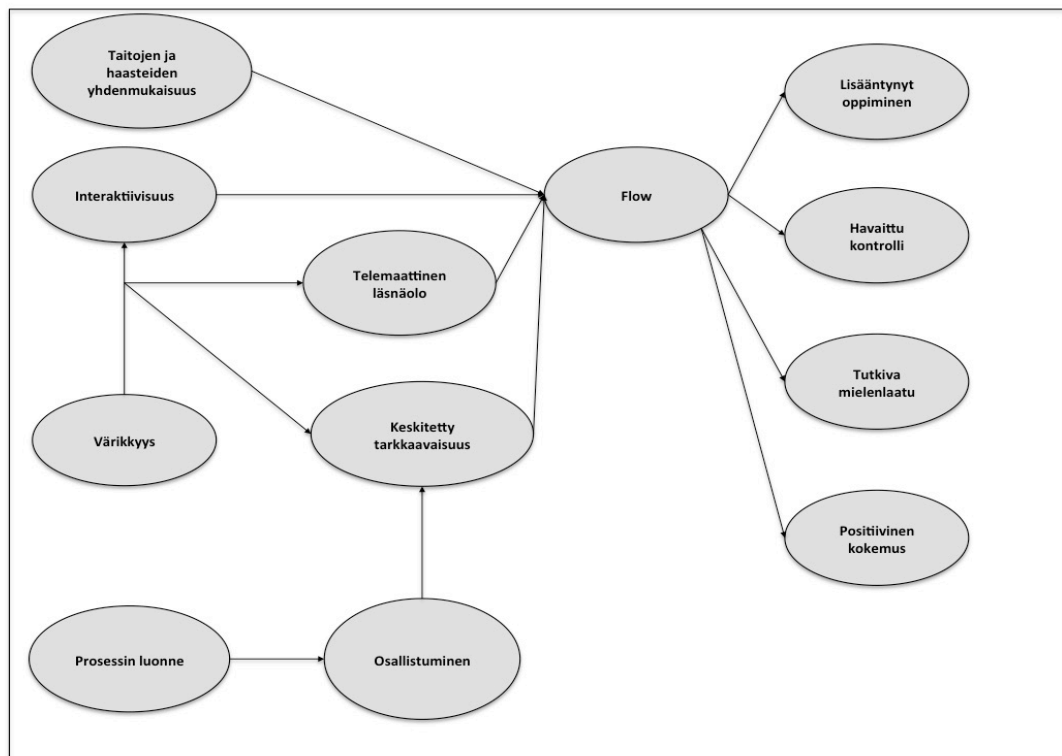 Taitojen ja
haasteiden
yhdenmukaisuus
Lisääntynyt
oppiminen
Interaktiivisuus
Flow
Havaittu
kontrolli
Telemaattinen
läsnäolo
Tutkiva
mielenlaatu
Värikkyys
Keskitetty
tarkkaavaisuus
Positiivinen
kokemus
Prosessin luonne
Osallistuminen